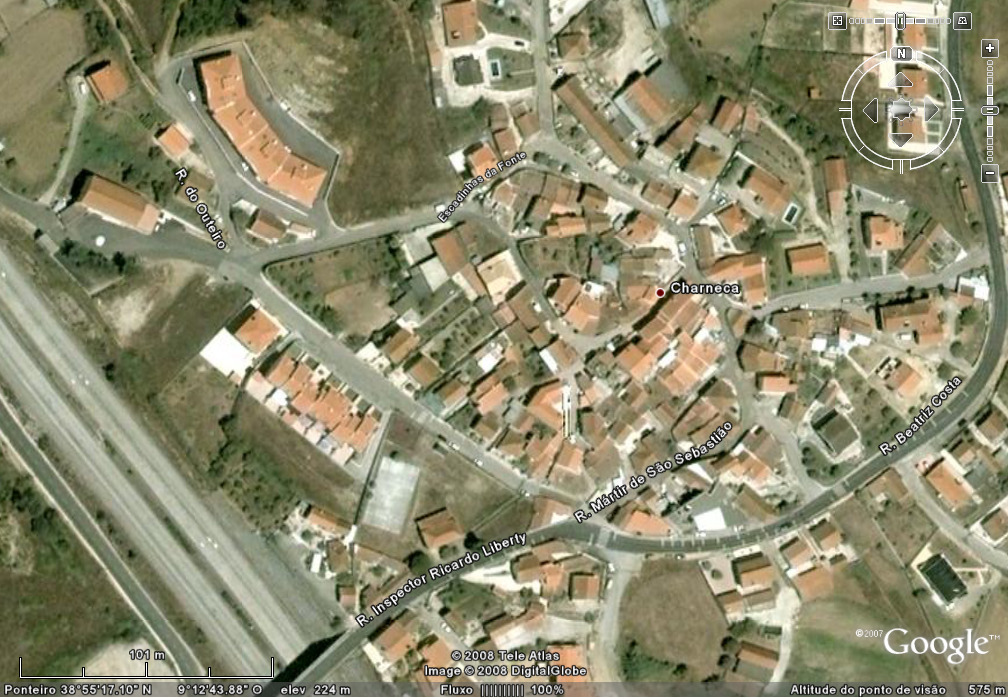 N
Escadinhas da Fonte
R. do Outeiro
Charneca
R. Beatriz Costa
R. Mártir de São Sebastião
R. Inspector Ricardo Liberty
©2007 Google™
101 m
© 2008 Tele Atlas
Image © 2008 DigitalGlobe
Ponteiro 38°55'17.10" N 9°12'43.88" O elev 224 m Fluxo 100% Altitude do ponto de visão 575 m